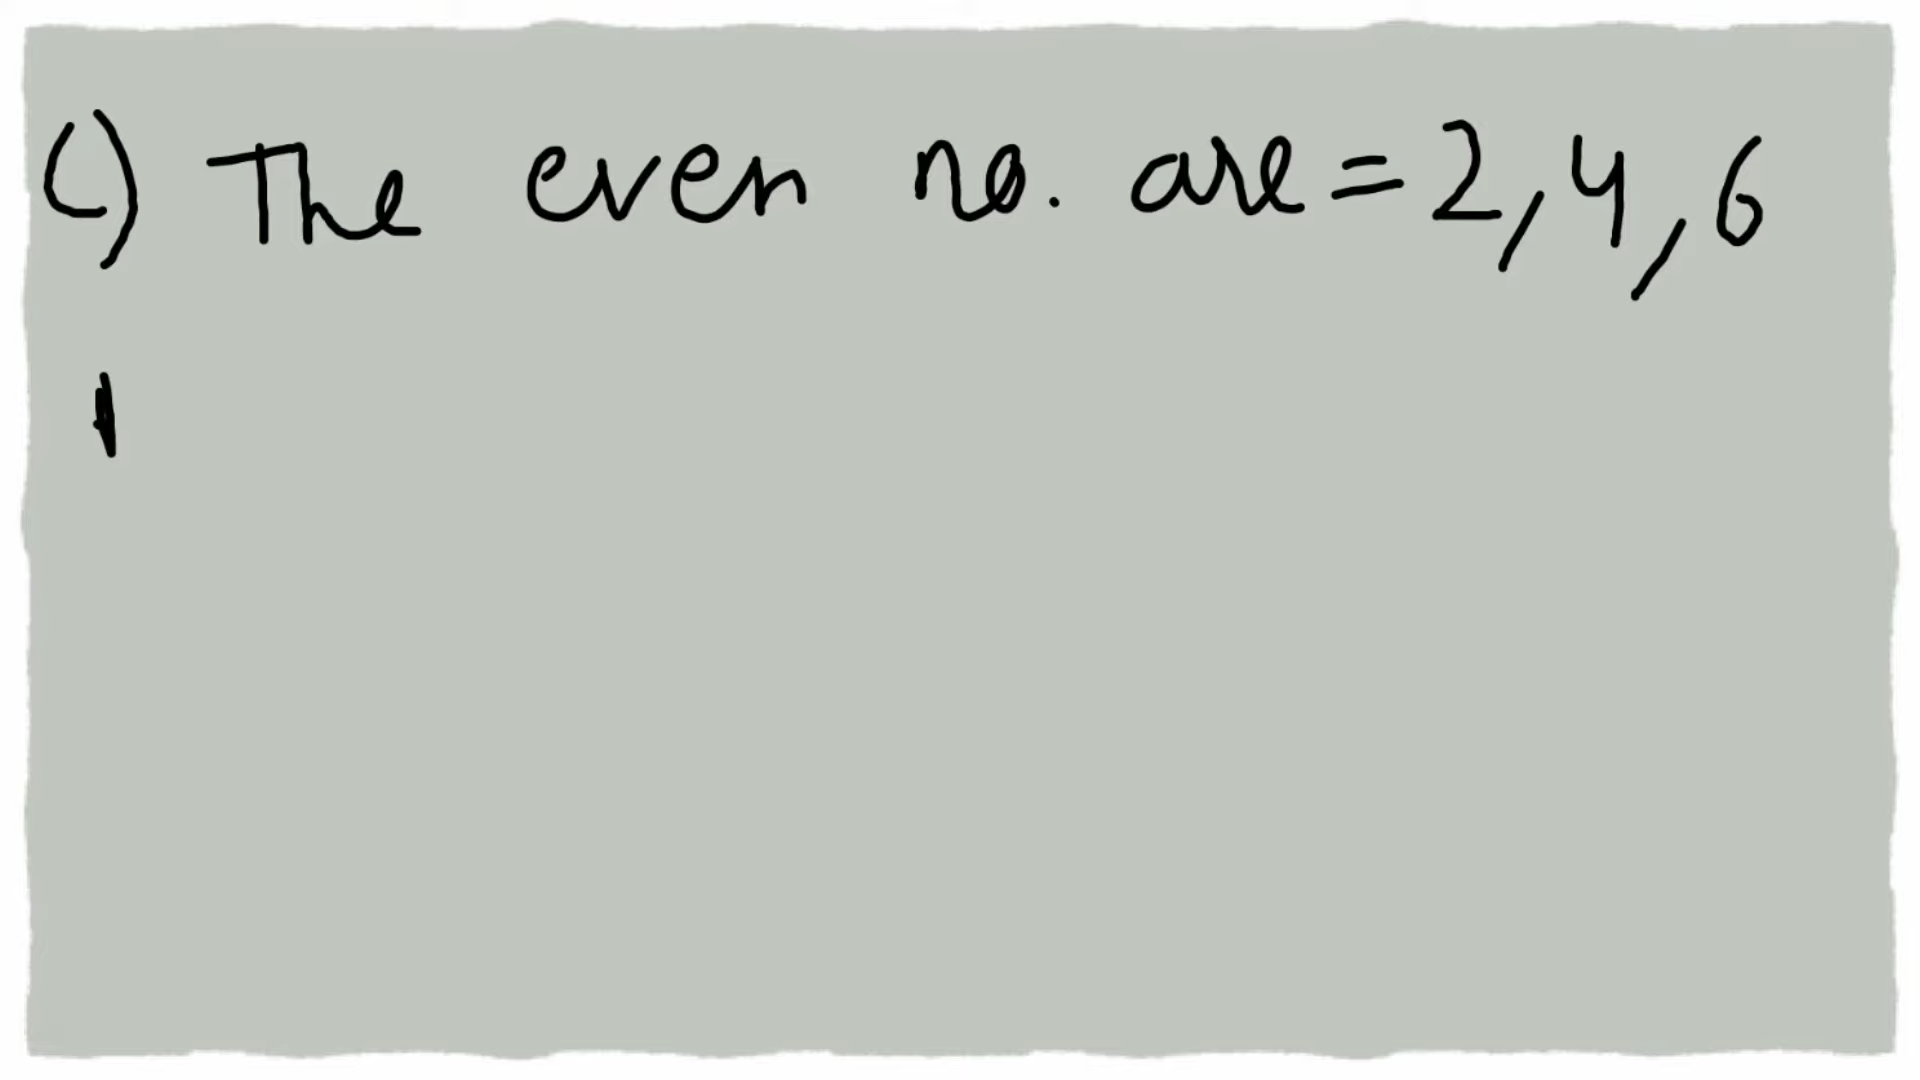 c) The even no. are = 2, 4, 6